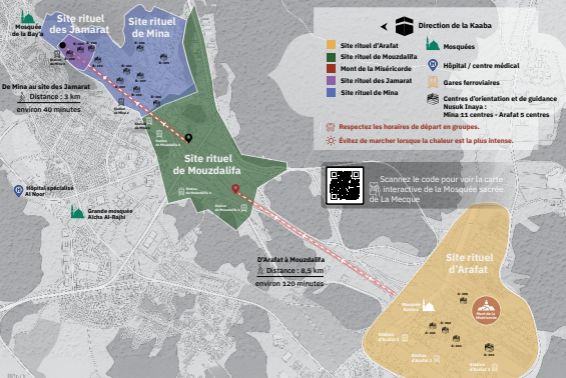 Mosquée
de la Bay'a
Site rituel
des Jamarat
Site rituel
de Mina
De Mina au site des Jamarat
Distance : 3 km
environ 40 minutes
Site rituel
de Mouzdalifa
Hôpital spécialisé
Al Noor
Grande mosquée
Aïcha Al-Rajhi
D'Arafat à Mouzdalifa
Distance : 8,5 km
environ 120 minutes
Direction de la Kaaba
Site rituel d'Arafat
Site rituel de Mouzdalifa
Mont de la Miséricorde
Site rituel des Jamarat
Site rituel de Mina
Mosquées
Hôpital / centre médical
Gares ferroviaires
Centres d'orientation et de guidance
Nusuk Inaya :
Mina 11 centres - Arafat 5 centres
Respectez les horaires de départ en groupes.
Évitez de marcher lorsque la chaleur est la plus intense.
Scannez le code pour voir la carte
interactive de la Mosquée sacrée
de La Mecque
Site rituel
d'Arafat
Mont de la
Miséricorde